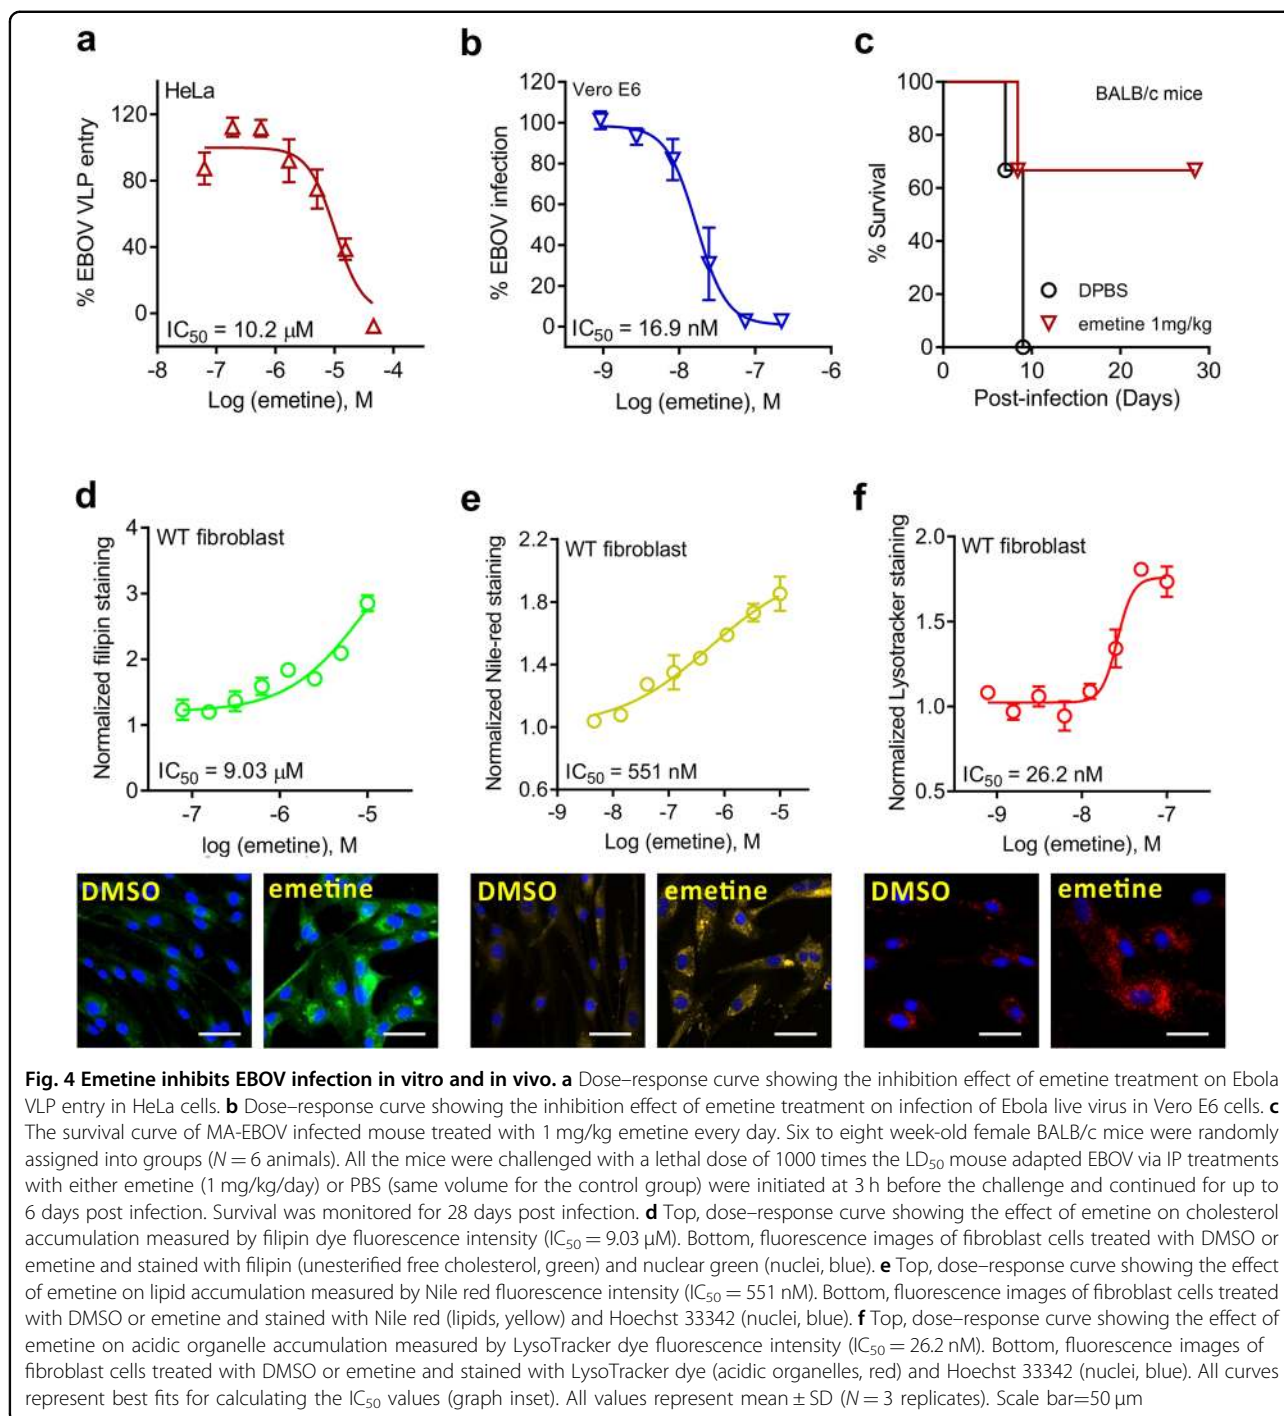 a
HeLa
120
80
40
0
% EBOV VLP entry
IC50 = 10.2 μM
-8 -7 -6 -5 -4
Log (emetine), M
b
Vero E6
120
100
80
60
40
20
0
% EBOV infection
IC50 = 16.9 nM
-9 -8 -7 -6
Log (emetine), M
c
BALB/c mice
100
80
60
40
20
0
% Survival
DPBS
emetine 1mg/kg
0 10 20 30
Post-infection (Days)
d
WT fibroblast
4
3
2
1
0
Normalized filipin staining
IC50 = 9.03 μM
-7 -6 -5
log (emetine), M
DMSO
emetine
e
WT fibroblast
2.2
1.8
1.4
1.0
0.6
Normalized Nile-red staining
IC50 = 551 nM
-9 -8 -7 -6 -5
Log (emetine), M
DMSO
emetine
f
WT fibroblast
2.0
1.5
1.0
0.5
Normalized Lysotracker staining
IC50 = 26.2 nM
-9 -8 -7
Log (emetine), M
DMSO
emetine
Fig. 4 Emetine inhibits EBOV infection in vitro and in vivo. a Dose–response curve showing the inhibition effect of emetine treatment on Ebola
VLP entry in HeLa cells. b Dose–response curve showing the inhibition effect of emetine treatment on infection of Ebola live virus in Vero E6 cells. c
The survival curve of MA-EBOV infected mouse treated with 1 mg/kg emetine every day. Six to eight week-old female BALB/c mice were randomly
assigned into groups (N = 6 animals). All the mice were challenged with a lethal dose of 1000 times the LD50 mouse adapted EBOV via IP treatments
with either emetine (1 mg/kg/day) or PBS (same volume for the control group) were initiated at 3 h before the challenge and continued for up to
6 days post infection. Survival was monitored for 28 days post infection. d Top, dose–response curve showing the effect of emetine on cholesterol
accumulation measured by filipin dye fluorescence intensity (IC50 = 9.03 μM). Bottom, fluorescence images of fibroblast cells treated with DMSO or
emetine and stained with filipin (unesterified free cholesterol, green) and nuclear green (nuclei, blue). e Top, dose–response curve showing the effect
of emetine on lipid accumulation measured by Nile red fluorescence intensity (IC50 = 551 nM). Bottom, fluorescence images of fibroblast cells treated
with DMSO or emetine and stained with Nile red (lipids, yellow) and Hoechst 33342 (nuclei, blue). f Top, dose–response curve showing the effect of
emetine on acidic organelle accumulation measured by LysoTracker dye fluorescence intensity (IC50 = 26.2 nM). Bottom, fluorescence images of
fibroblast cells treated with DMSO or emetine and stained with LysoTracker dye (acidic organelles, red) and Hoechst 33342 (nuclei, blue). All curves
represent best fits for calculating the IC50 values (graph inset). All values represent mean ± SD (N = 3 replicates). Scale bar=50 μm